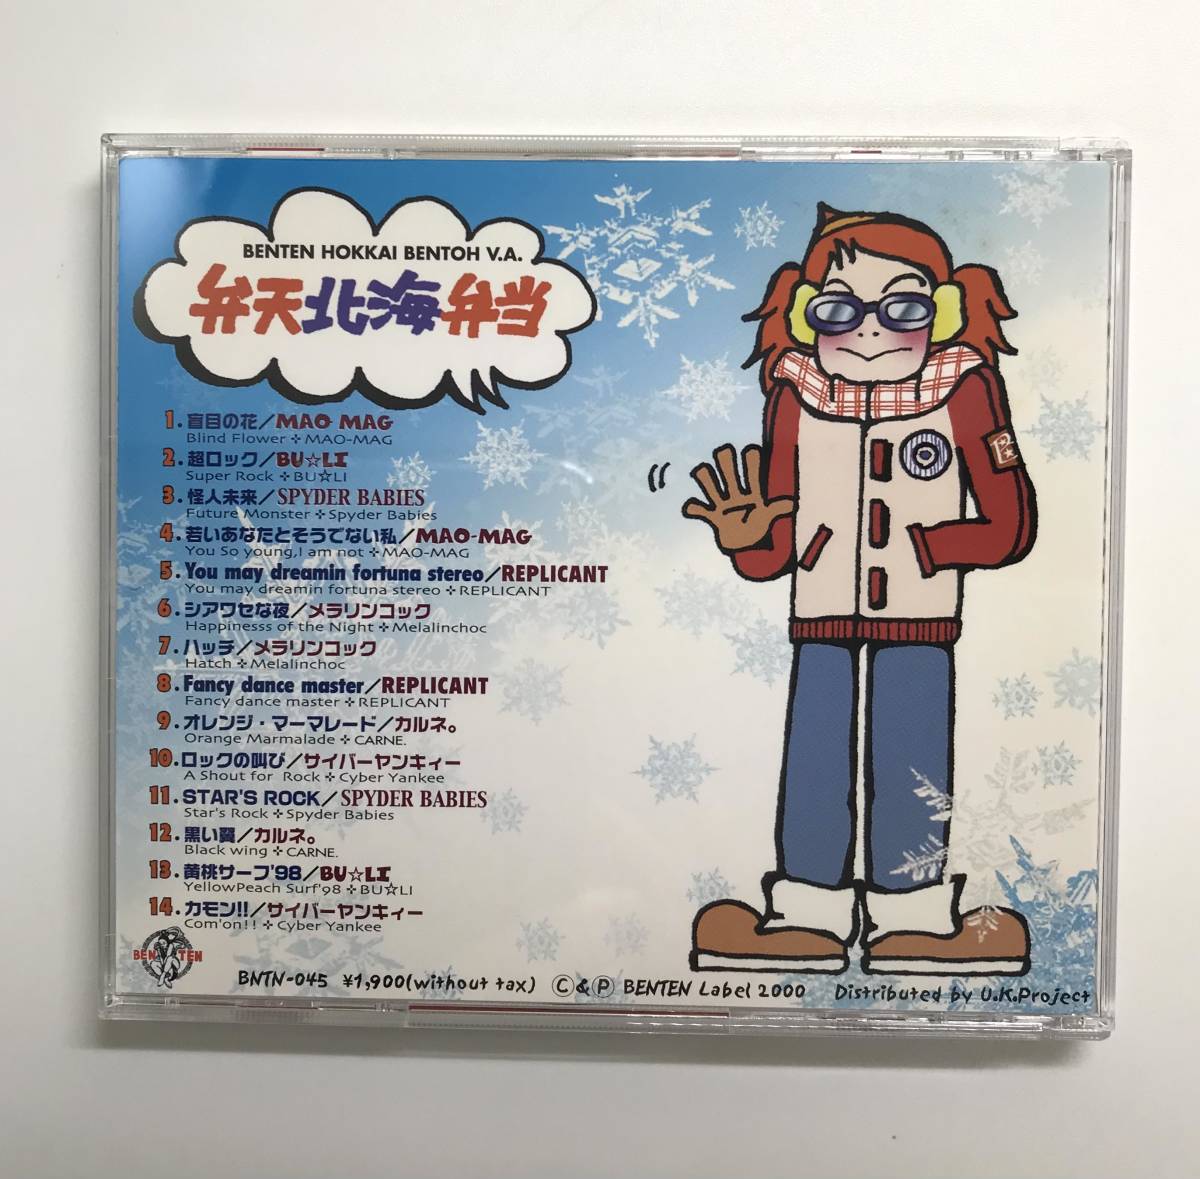 BENTEN HOKKAI BENTOH V.A.
弁天北海弁当
1. 盲目の花／MAO MAG
Blind Flower ✣ MAO-MAG
2. 超ロック／BU☆LI
Super Rock ✣ BU☆LI
3. 怪人未来／SPYDER BABIES
Future Monster ✣ Spyder Babies
4. 若いあなたとそうでない私／MAO-MAG
You So young,I am not ✣ MAO-MAG
5. You may dreamin fortuna stereo／REPLICANT
You may dreamin fortuna stereo ✣ REPLICANT
6. シアワセな夜／メラリンコック
Happinesss of the Night ✣ Melalinchoc
7. ハッチ／メラリンコック
Hatch ✣ Melalinchoc
8. Fancy dance master／REPLICANT
Fancy dance master ✣ REPLICANT
9. オレンジ・マーマレード／カルネ。
Orange Marmalade ✣ CARNE.
10. ロックの叫び／サイバーヤンキィー
A Shout for Rock ✣ Cyber Yankee
11. STAR'S ROCK／SPYDER BABIES
Star's Rock ✣ Spyder Babies
12. 黒い翼／カルネ。
Black wing ✣ CARNE.
13. 黄桃サーフ'98／BU☆LI
YellowPeach Surf'98 ✣ BU☆LI
14. カモン!!／サイバーヤンキィー
Com'on!! ✣ Cyber Yankee
BEN TEN
BNTN-045 ¥1,900(without tax) Ⓒ&Ⓟ BENTEN Label 2000 Distributed by U.K.Project